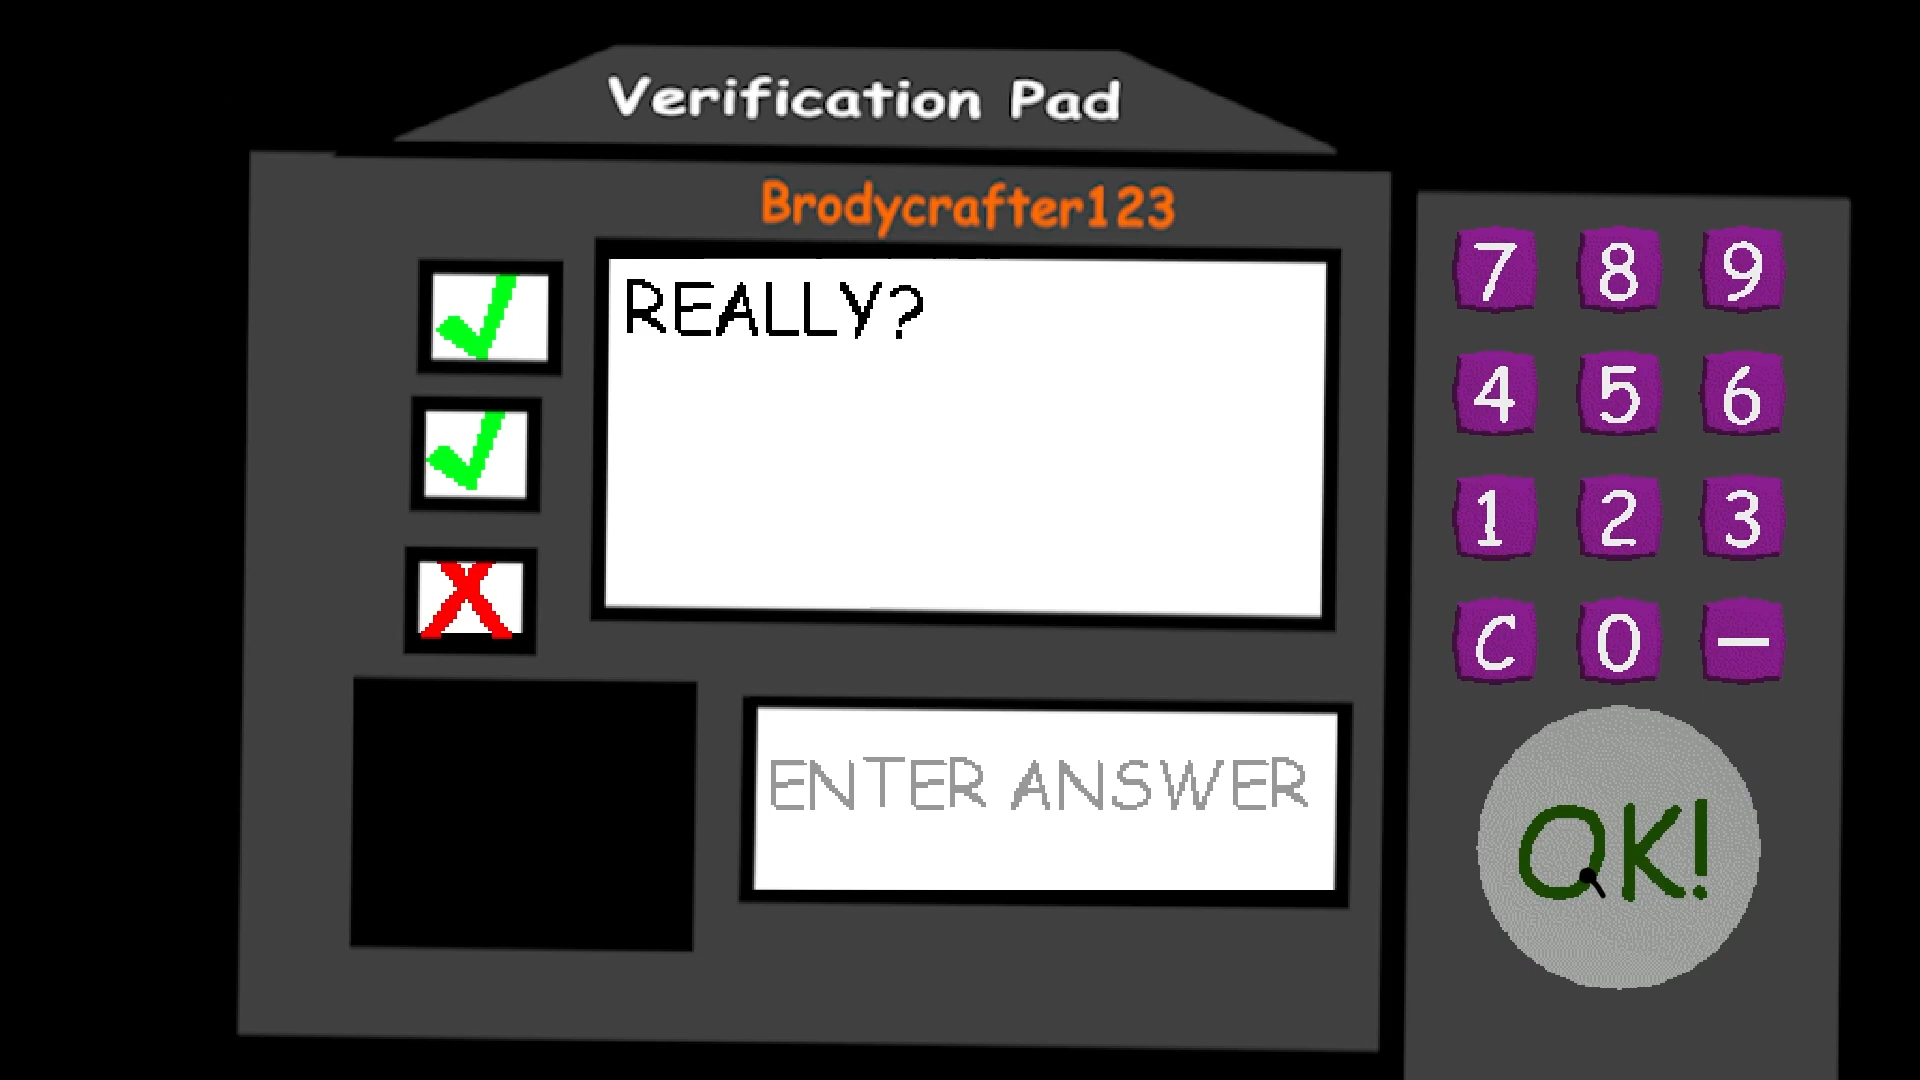 Verification Pad
Brodycrafter123
REALLY?
ENTER ANSWER
7 8 9
4 5 6
1 2 3
C 0 −
OK!